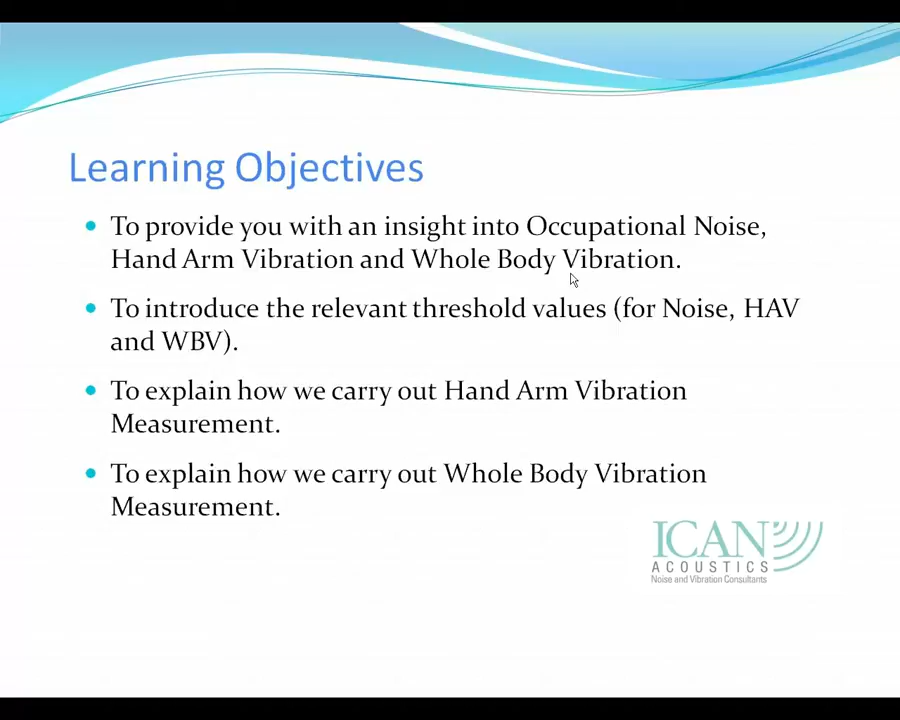 Learning Objectives
To provide you with an insight into Occupational Noise,
Hand Arm Vibration and Whole Body Vibration.
To introduce the relevant threshold values (for Noise, HAV
and WBV).
To explain how we carry out Hand Arm Vibration
Measurement.
To explain how we carry out Whole Body Vibration
Measurement.
ICAN
ACOUSTICS
Noise and Vibration Consultants